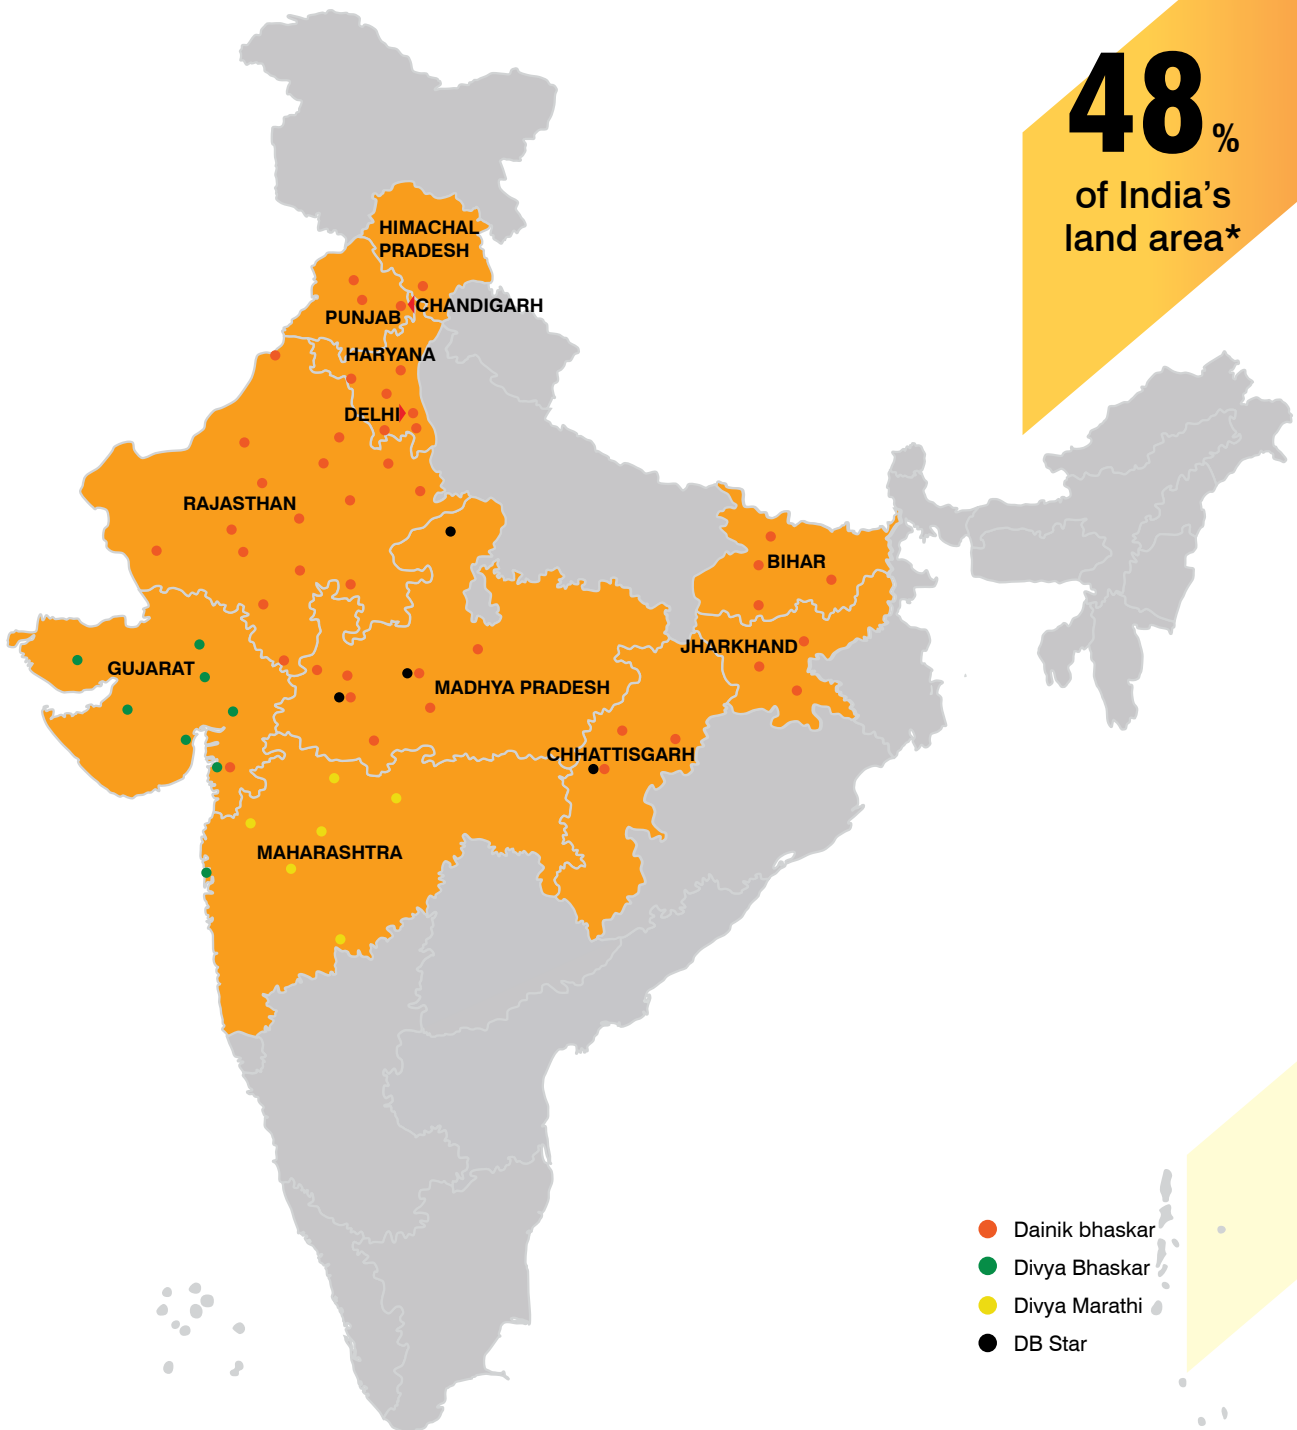 48%
of India's
land area*
HIMACHAL
PRADESH
CHANDIGARH
PUNJAB
HARYANA
DELHI
RAJASTHAN
BIHAR
JHARKHAND
GUJARAT
MADHYA PRADESH
CHHATTISGARH
MAHARASHTRA
Dainik bhaskar
Divya Bhaskar
Divya Marathi
DB Star